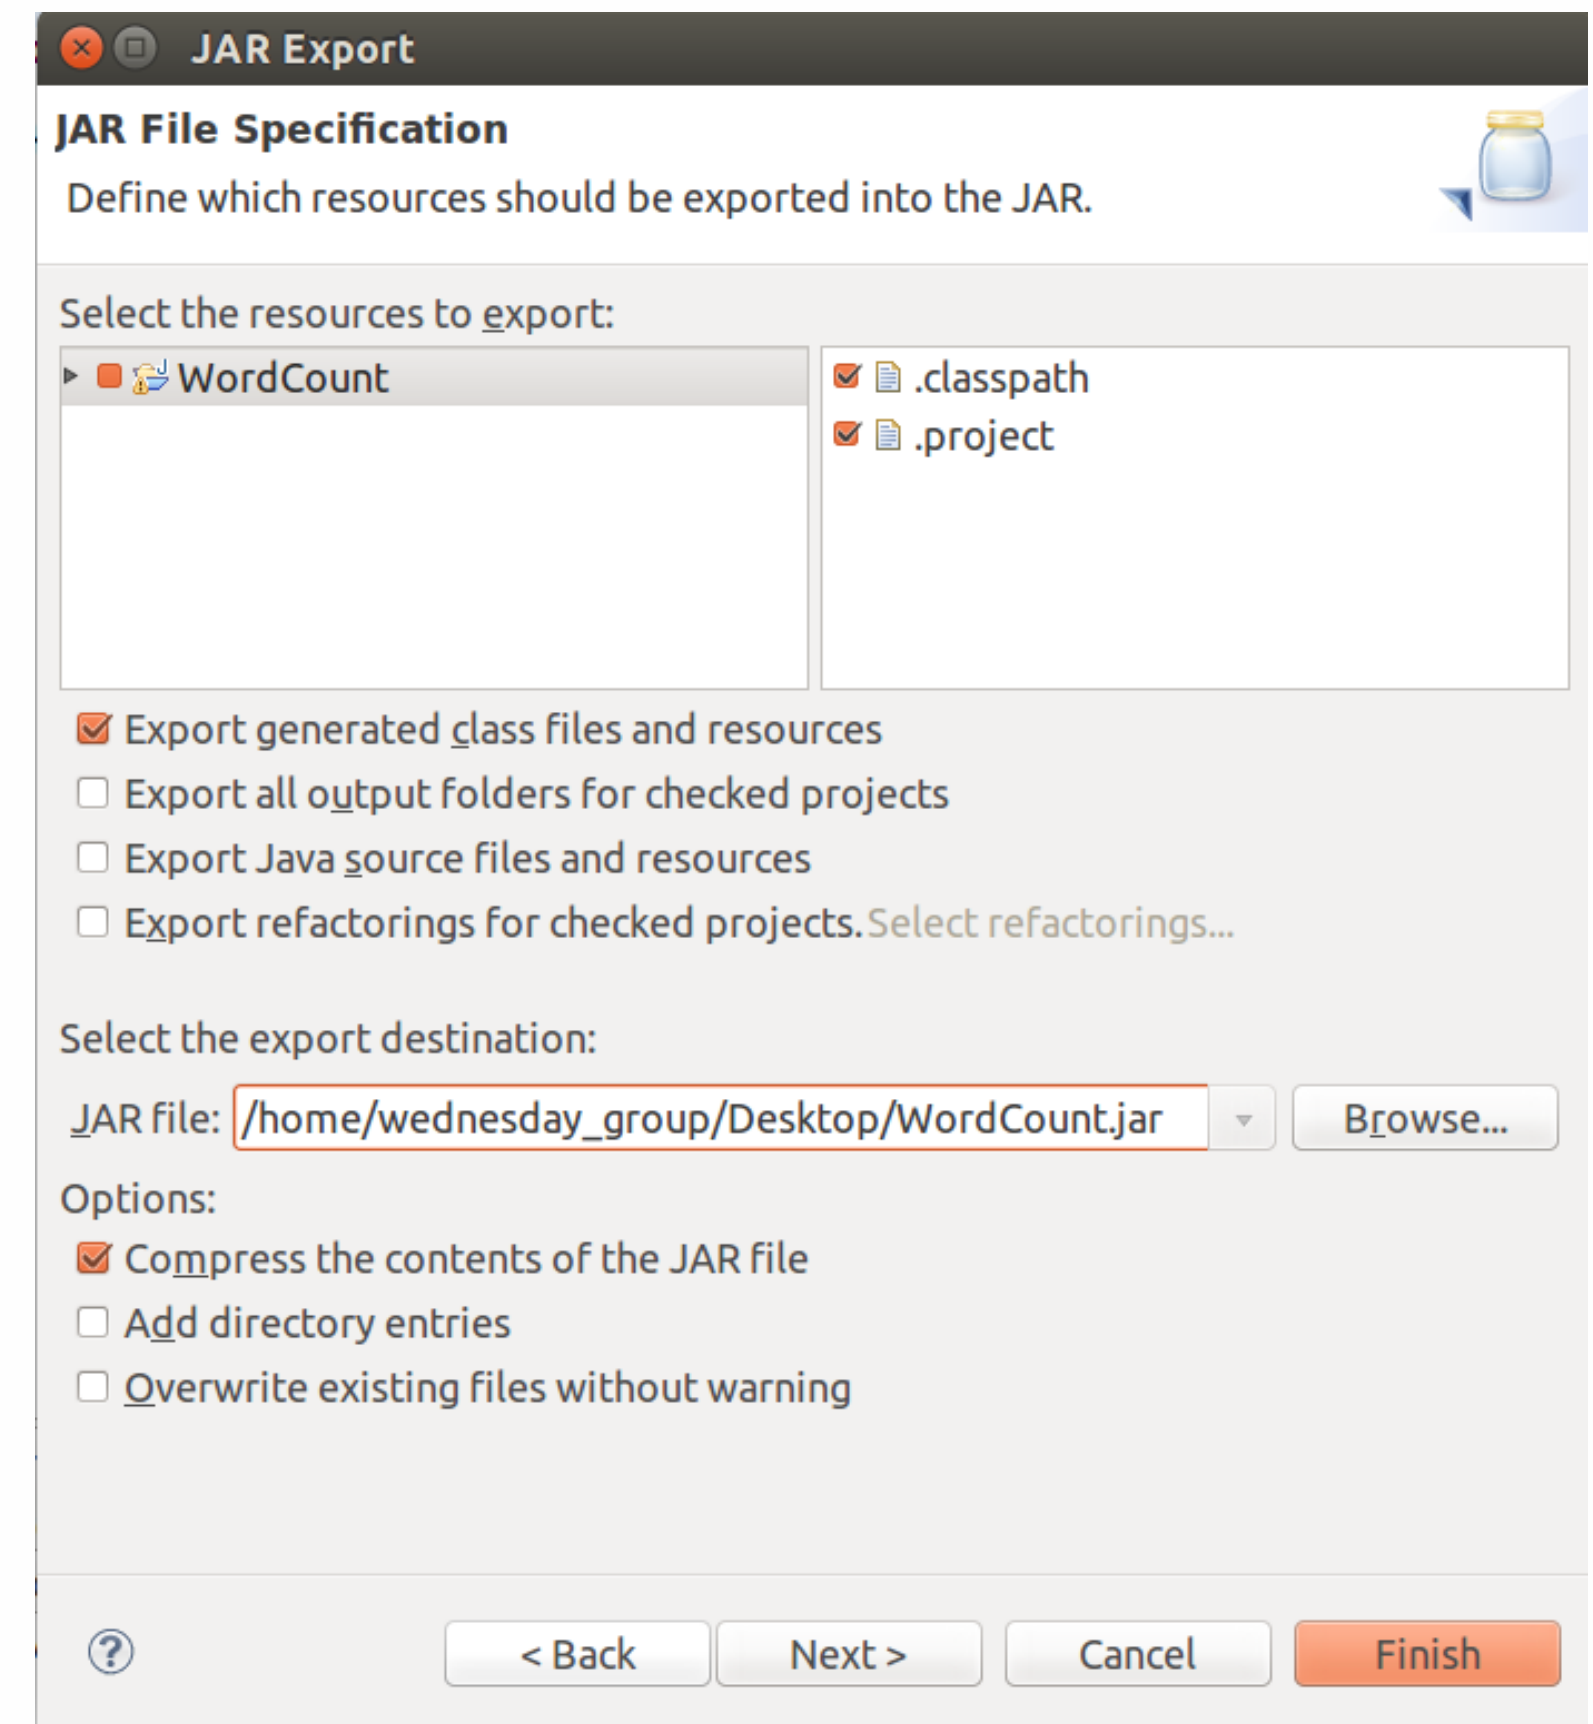 JAR Export
JAR File Specification
Define which resources should be exported into the JAR.
Select the resources to export:
WordCount
.classpath
.project
Export generated class files and resources
Export all output folders for checked projects
Export Java source files and resources
Export refactorings for checked projects. Select refactorings...
Select the export destination:
JAR file: /home/wednesday_group/Desktop/WordCount.jar Browse...
Options:
Compress the contents of the JAR file
Add directory entries
Overwrite existing files without warning
? < Back Next > Cancel Finish